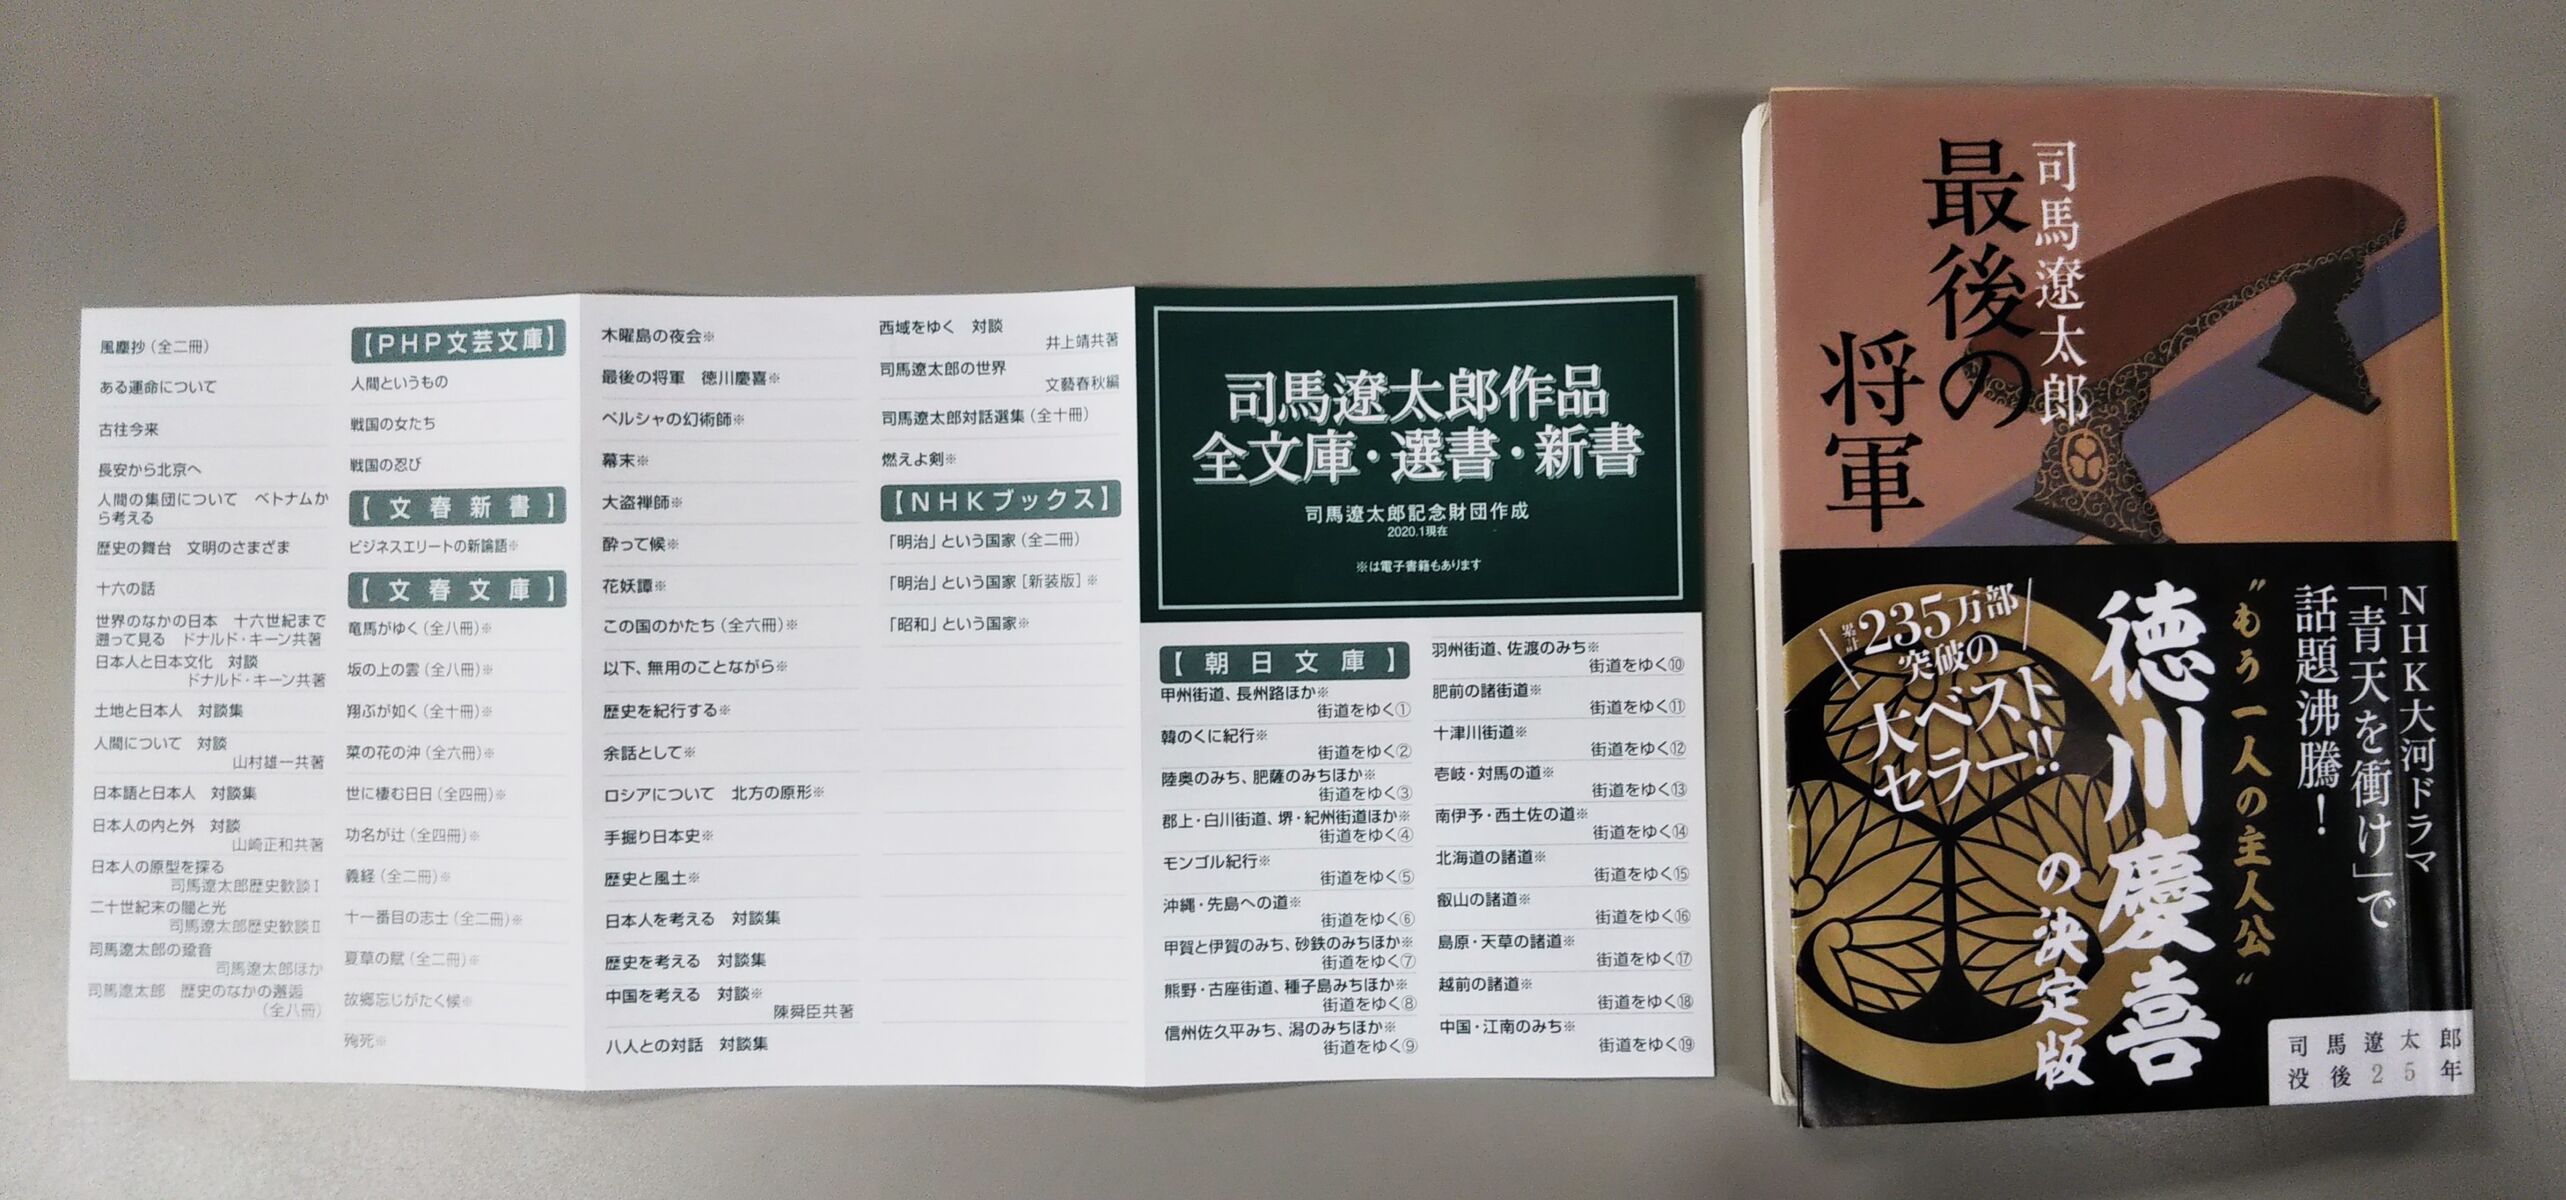 風塵抄（全二冊）
ある運命について
古往今来
長安から北京へ
人間の集団について　ベトナムか
ら考える
歴史の舞台　文明のさまざま
十六の話
世界のなかの日本　十六世紀まで
遡って見る　ドナルド・キーン共著
日本人と日本文化　対談
ドナルド・キーン共著
土地と日本人　対談集
人間について　対談
山村雄一共著
日本語と日本人　対談集
日本人の内と外　対談
山崎正和共著
日本人の原型を探る
司馬遼太郎歴史歓談Ⅰ
二十世紀末の闇と光
司馬遼太郎歴史歓談Ⅱ
司馬遼太郎の跫音
司馬遼太郎ほか
司馬遼太郎　歴史のなかの邂逅
（全八冊）
【PHP文芸文庫】
人間というもの
戦国の女たち
戦国の忍び
【文春新書】
ビジネスエリートの新論語※
【文春文庫】
竜馬がゆく（全八冊）※
坂の上の雲（全八冊）※
翔ぶが如く（全十冊）※
菜の花の沖（全六冊）※
世に棲む日日（全四冊）※
功名が辻（全四冊）※
義経（全二冊）※
十一番目の志士（全二冊）※
夏草の賦（全二冊）※
故郷忘じがたく候※
殉死※
木曜島の夜会※
最後の将軍　徳川慶喜※
ペルシャの幻術師※
幕末※
大盗禅師※
酔って候※
花妖譚※
この国のかたち（全六冊）※
以下、無用のことながら※
歴史を紀行する※
余話として※
ロシアについて　北方の原形※
手掘り日本史※
歴史と風土※
日本人を考える　対談集
歴史を考える　対談集
中国を考える　対談※
陳舜臣共著
八人との対話　対談集
西域をゆく　対談
井上靖共著
司馬遼太郎の世界
文藝春秋編
司馬遼太郎対話選集（全十冊）
燃えよ剣※
【NHKブックス】
「明治」という国家（全二冊）
「明治」という国家［新装版］※
「昭和」という国家※
司馬遼太郎作品
全文庫・選書・新書
司馬遼太郎記念財団作成
2020.1現在
※は電子書籍もあります
【朝日文庫】
甲州街道、長州路ほか※
街道をゆく①
韓のくに紀行※
街道をゆく②
陸奥のみち、肥薩のみちほか※
街道をゆく③
郡上・白川街道、堺・紀州街道ほか※
街道をゆく④
モンゴル紀行※
街道をゆく⑤
沖縄・先島への道※
街道をゆく⑥
甲賀と伊賀のみち、砂鉄のみちほか※
街道をゆく⑦
熊野・古座街道、種子島みちほか※
街道をゆく⑧
信州佐久平みち、潟のみちほか※
街道をゆく⑨
羽州街道、佐渡のみち※
街道をゆく⑩
肥前の諸街道※
街道をゆく⑪
十津川街道※
街道をゆく⑫
壱岐・対馬の道※
街道をゆく⑬
南伊予・西土佐の道※
街道をゆく⑭
北海道の諸道※
街道をゆく⑮
叡山の諸道※
街道をゆく⑯
島原・天草の諸道※
街道をゆく⑰
越前の諸道※
街道をゆく⑱
中国・江南のみち※
街道をゆく⑲
司馬遼太郎
最後の
将軍
NHK大河ドラマ
「青天を衝け」で
話題沸騰！
〝もう一人の主人公〟
徳川慶喜
の決定版
累計235万部
突破の
大ベスト
セラー!!
司馬遼太郎
没後25年